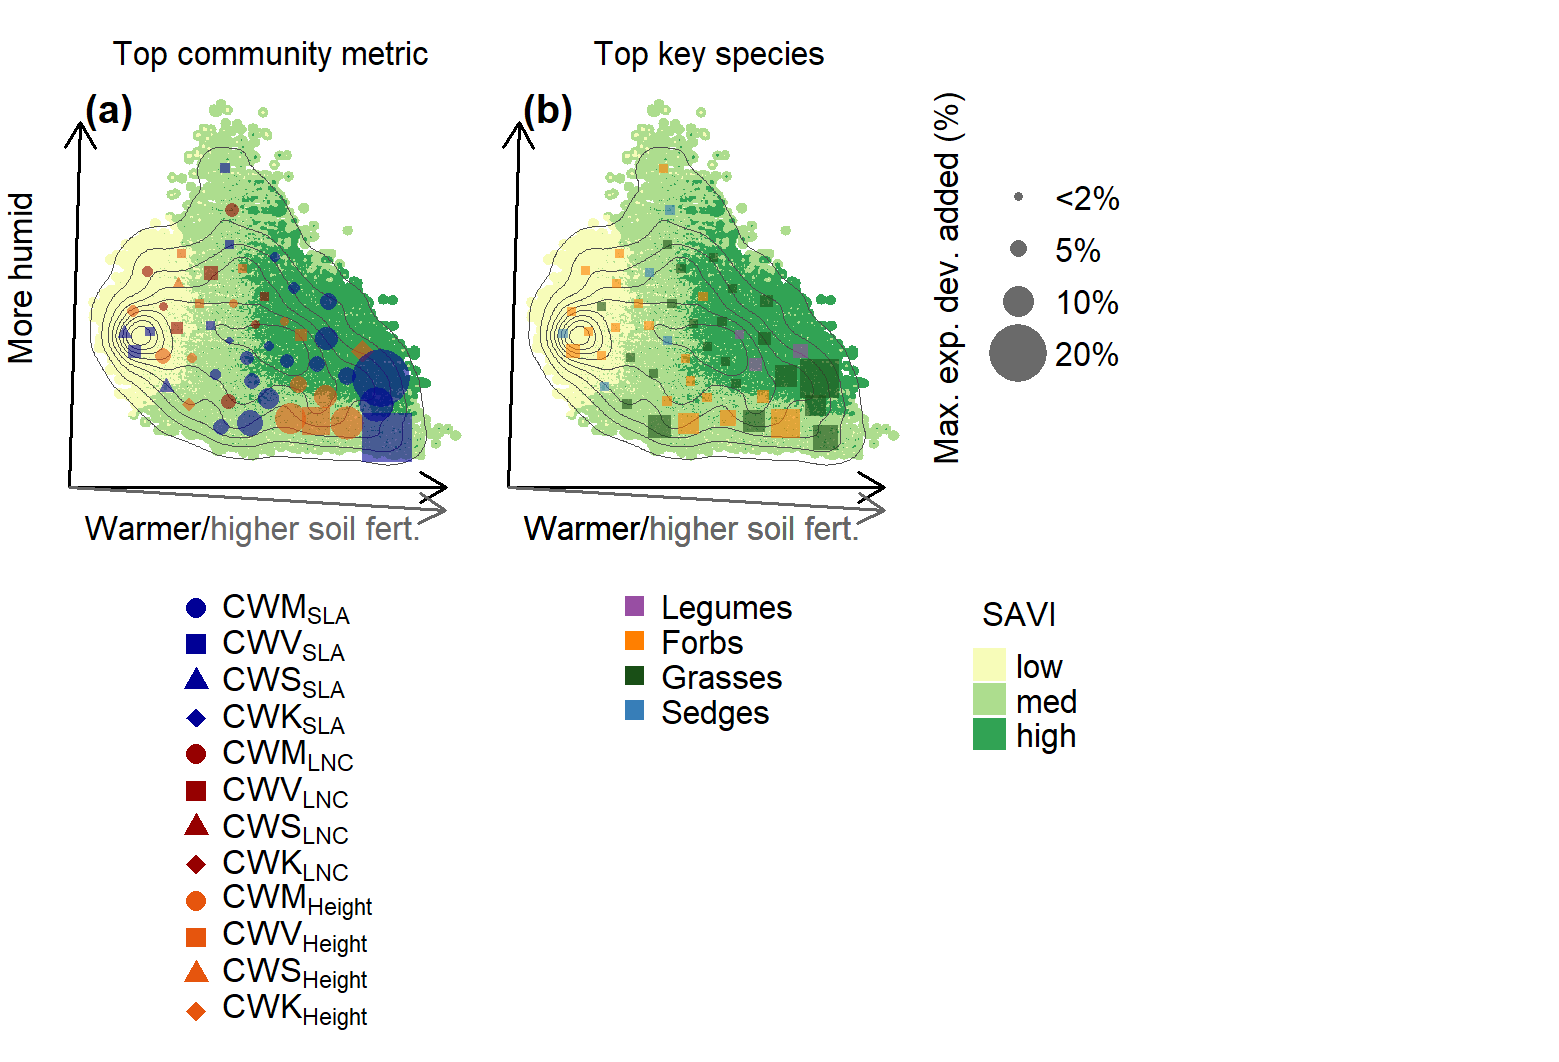 Top community metric
Top key species
(a)
(b)
More humid
Max. exp. dev. added (%)
<2%
5%
10%
20%
Warmer/higher soil fert.
Warmer/higher soil fert.
CWMSLA
CWVSLA
CWSSLA
CWKSLA
CWMLNC
CWVLNC
CWSLNC
CWKLNC
CWMHeight
CWVHeight
CWSHeight
CWKHeight
Legumes
Forbs
Grasses
Sedges
SAVI
low
med
high